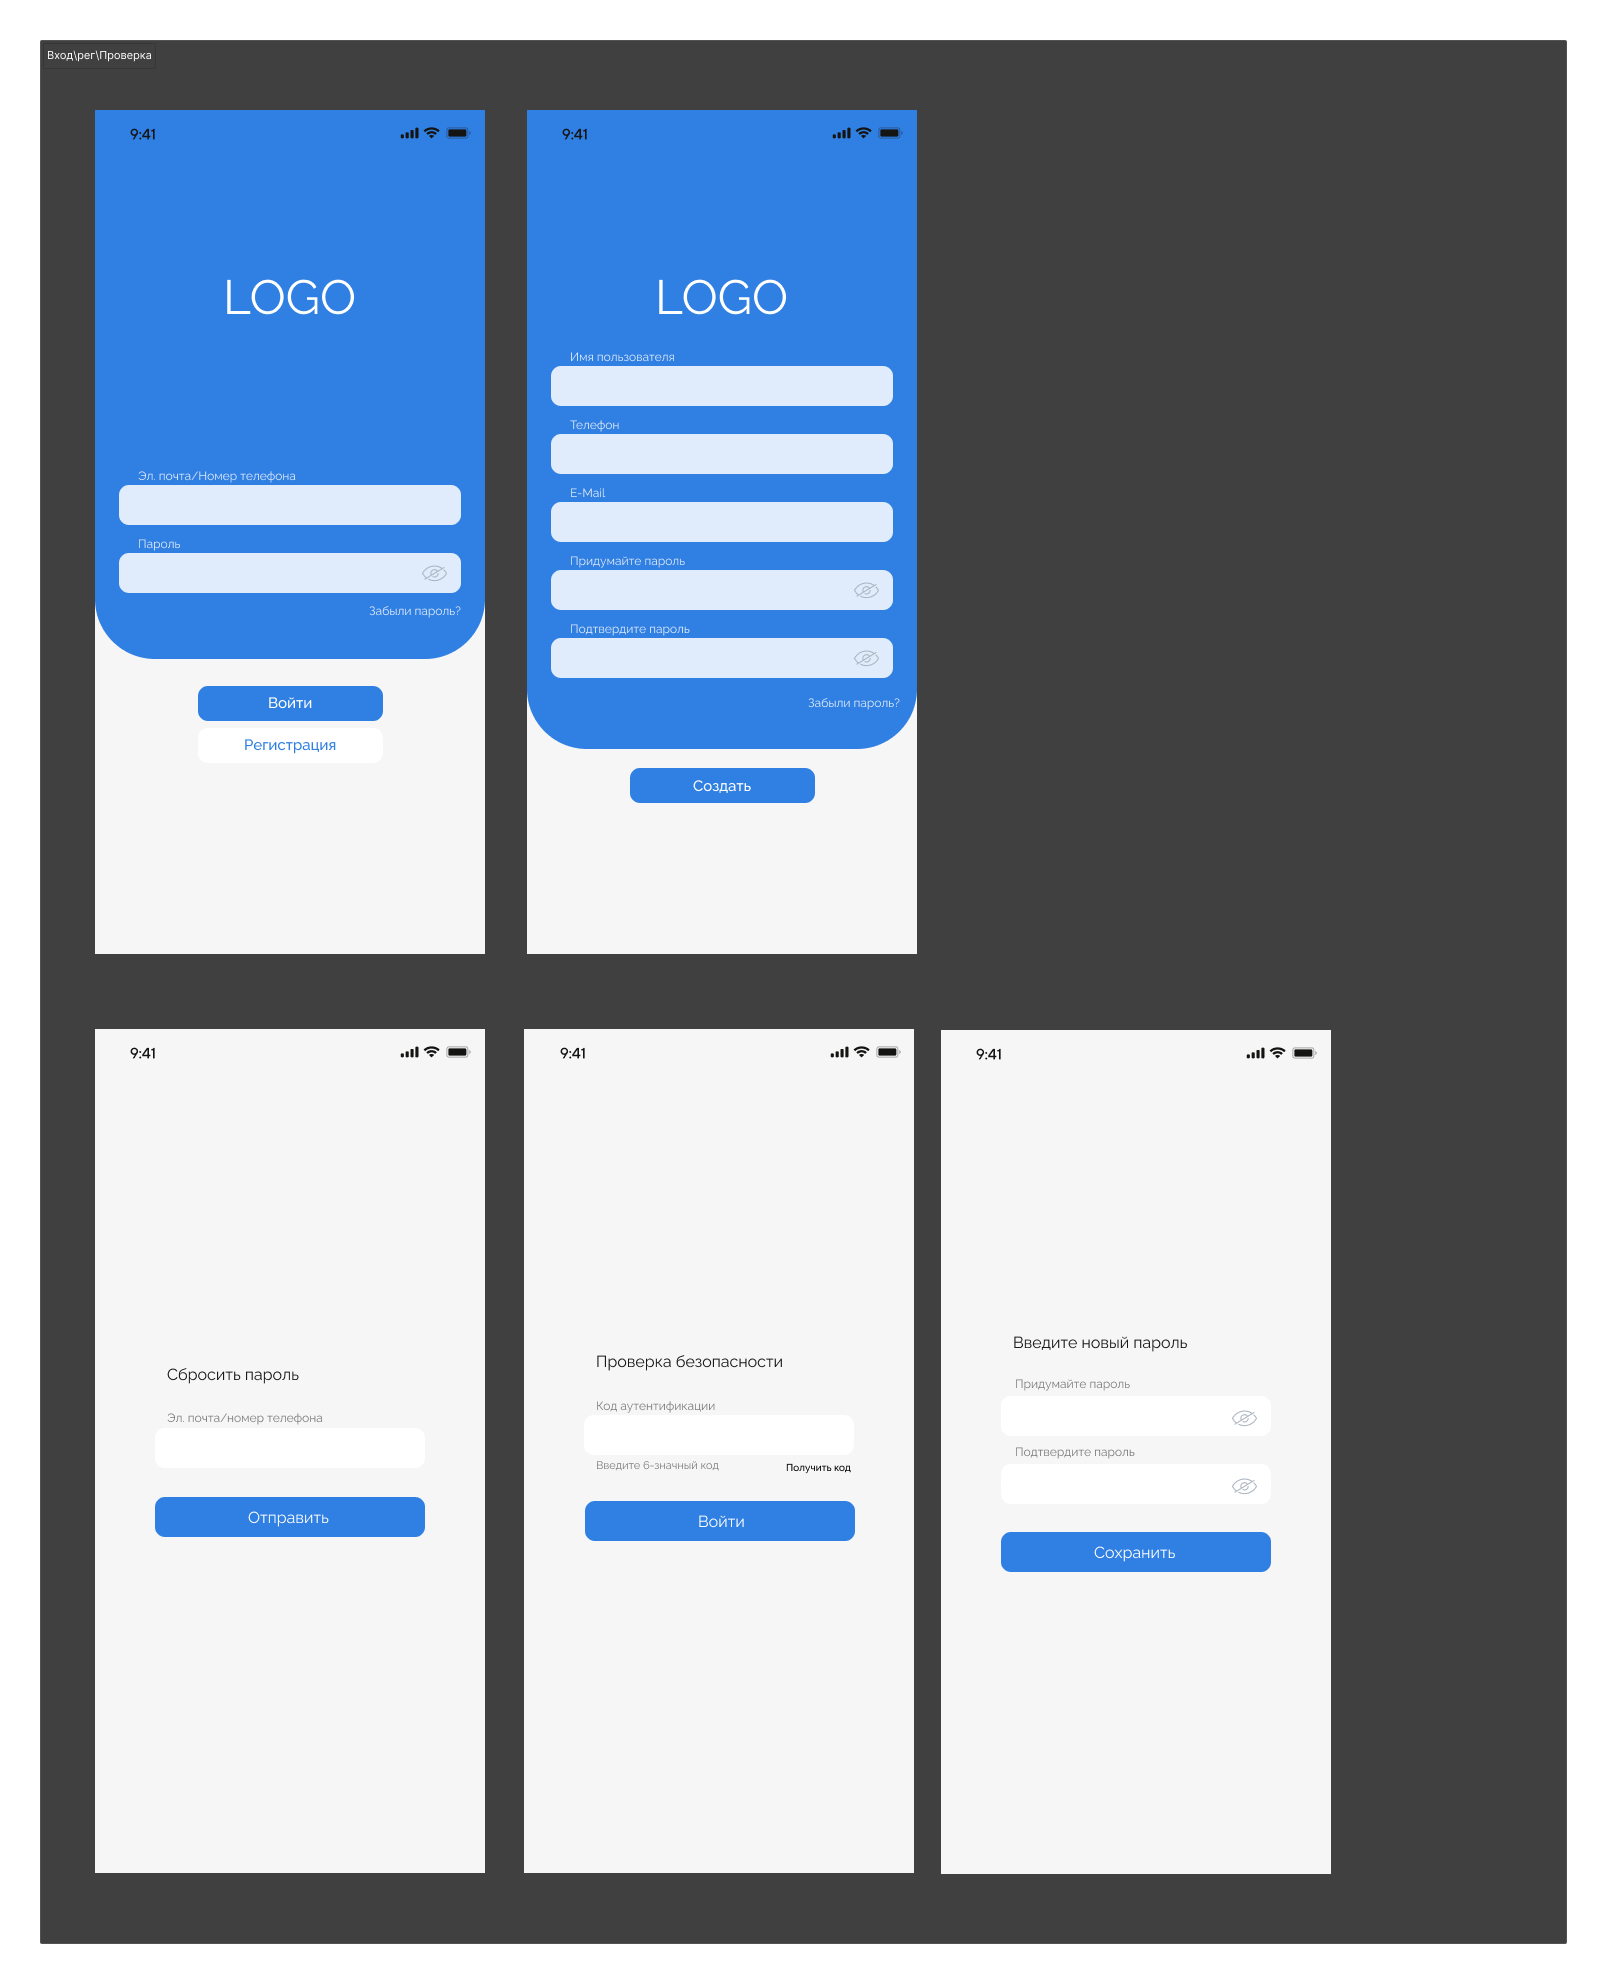 Вход\рег\Проверка
9:41
LOGO
Эл. почта/Номер телефона
Пароль
Забыли пароль?
Войти
Регистрация
9:41
LOGO
Имя пользователя
Телефон
E-Mail
Придумайте пароль
Подтвердите пароль
Забыли пароль?
Создать
9:41
Сбросить пароль
Эл. почта/номер телефона
Отправить
9:41
Проверка безопасности
Код аутентификации
Введите 6-значный код
Получить код
Войти
9:41
Введите новый пароль
Придумайте пароль
Подтвердите пароль
Сохранить